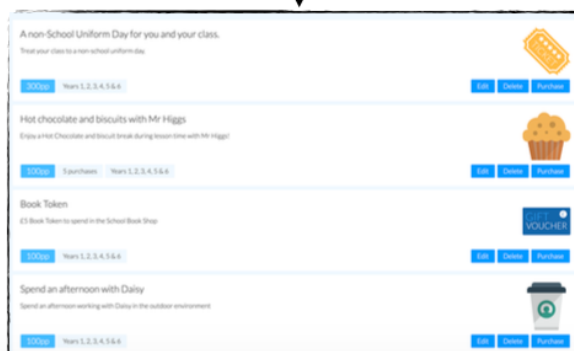 A non-School Uniform Day for you and your class.
Treat your class to a non-school uniform day.
300pp Years 1, 2, 3, 4, 5 & 6 Edit Delete Purchase
Hot chocolate and biscuits with Mr Higgs
Enjoy a Hot Chocolate and biscuit break during lesson time with Mr Higgs!
100pp 5 purchases Years 1, 2, 3, 4, 5 & 6 Edit Delete Purchase
Book Token
£5 Book Token to spend in the School Book Shop
GIFT
VOUCHER
100pp Years 1, 2, 3, 4, 5 & 6 Edit Delete Purchase
Spend an afternoon with Daisy
Spend an afternoon working with Daisy in the outdoor environment
100pp Years 1, 2, 3, 4, 5 & 6 Edit Delete Purchase